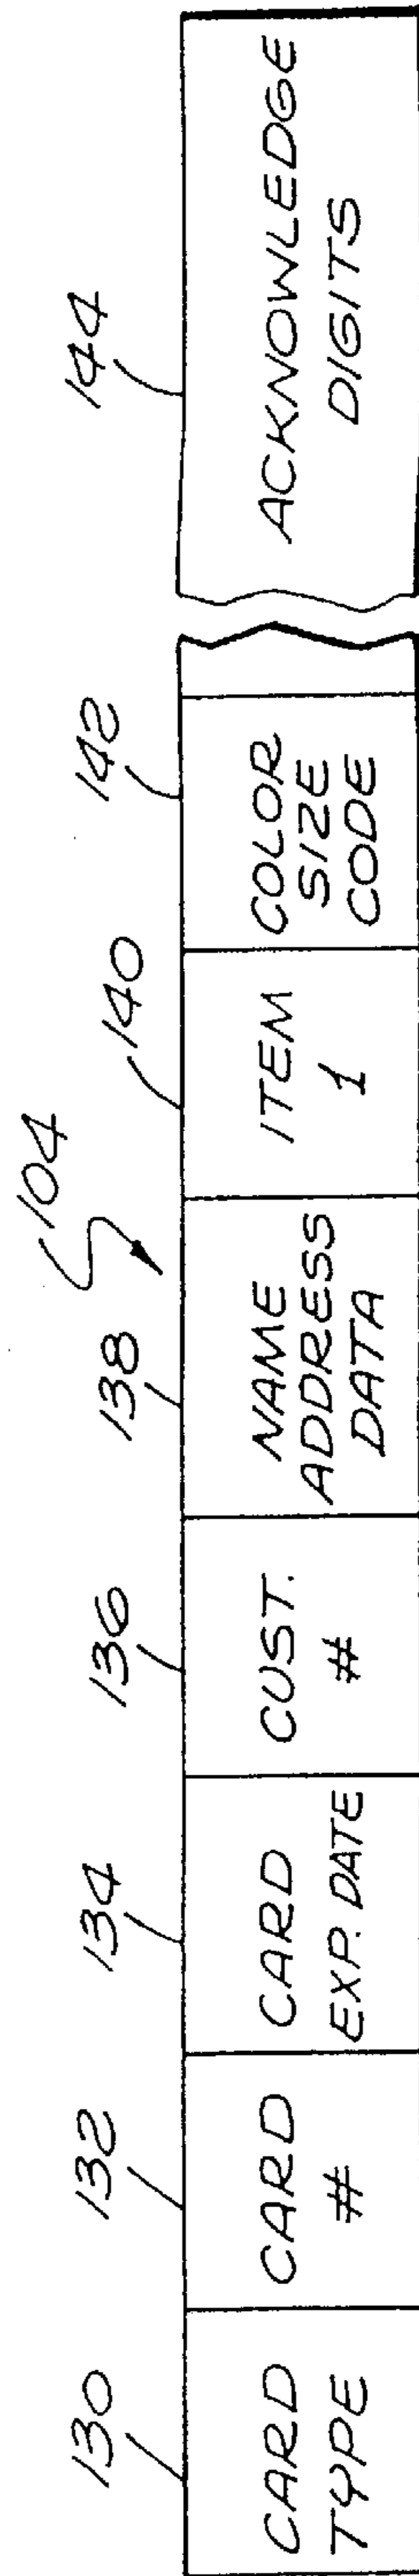 104
130 132 134 136 138 140 142 144
CARD
TYPE
CARD
#
CARD
EXP. DATE
CUST.
#
NAME
ADDRESS
DATA
ITEM
1
COLOR
SIZE
CODE
ACKNOWLEDGE
DIGITS